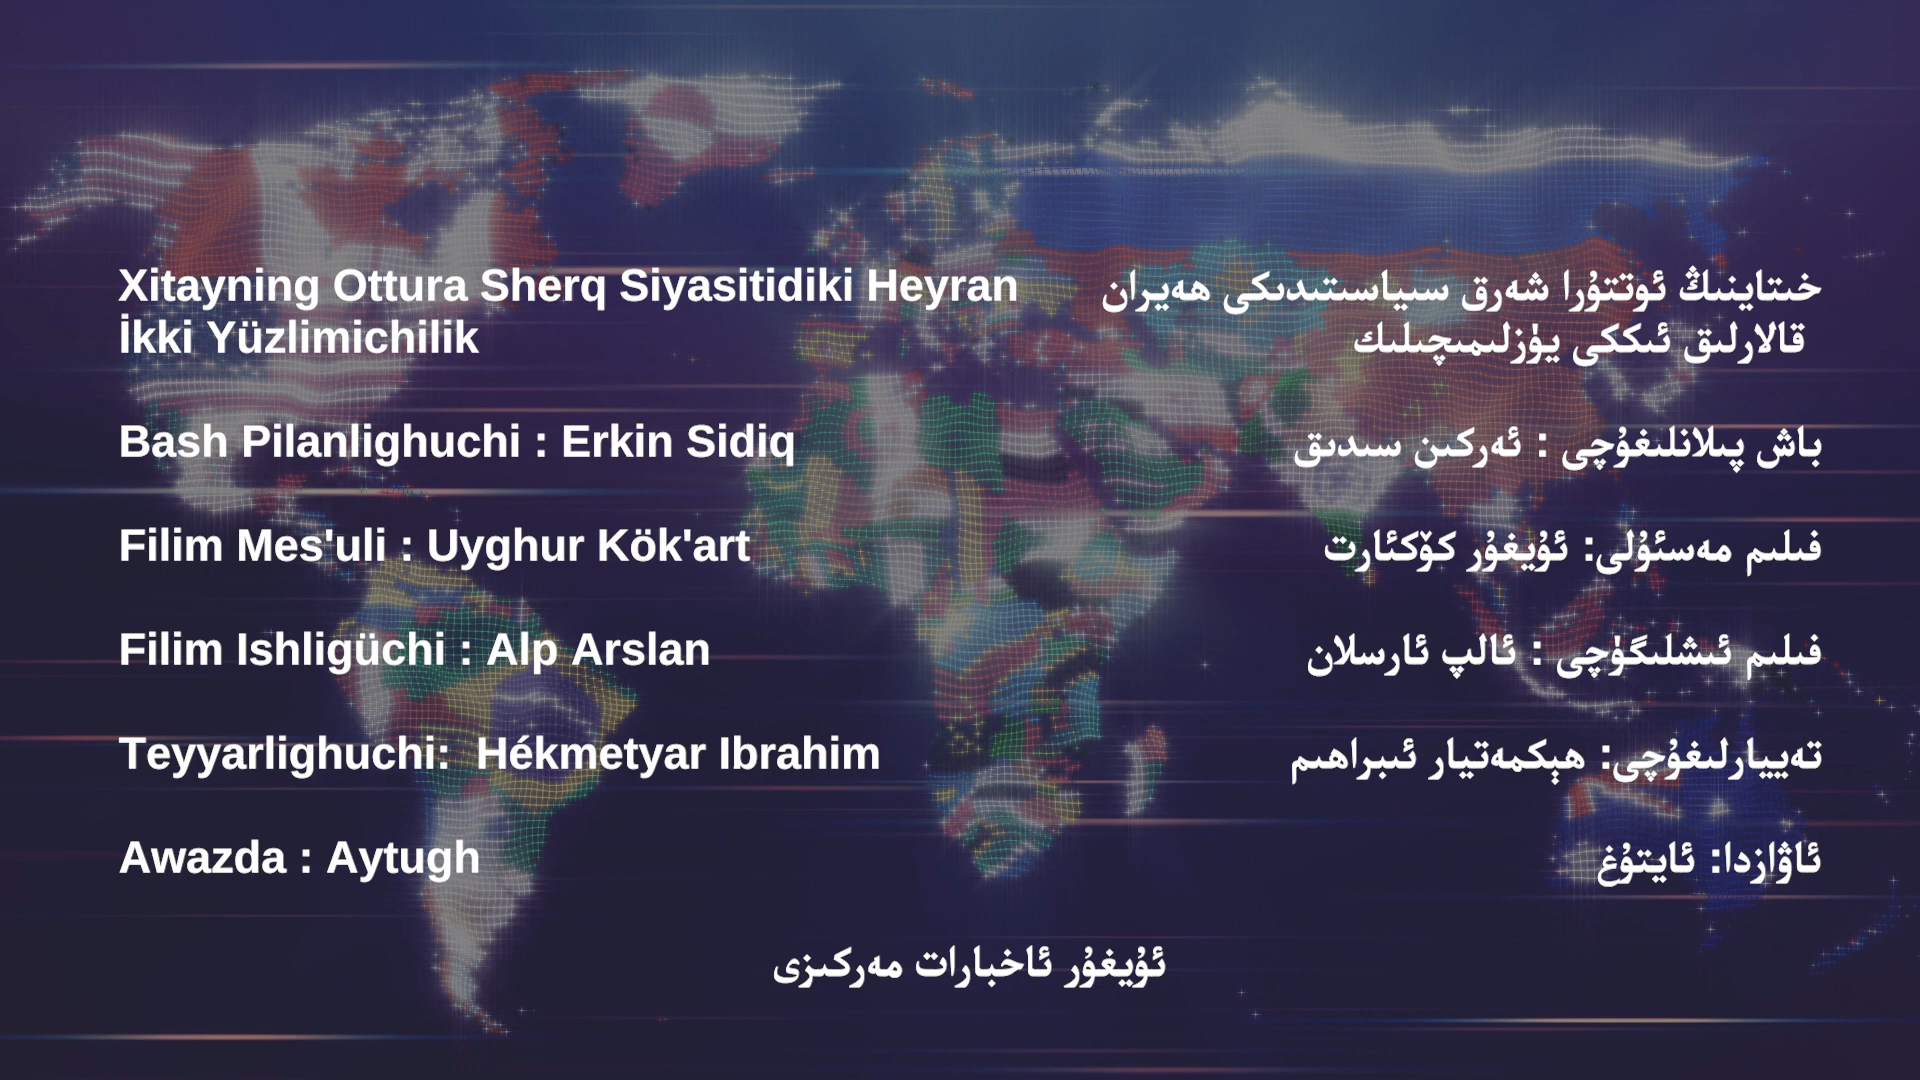 Xitayning Ottura Sherq Siyasitidiki Heyran
İkki Yüzlimichilik
Bash Pilanlighuchi : Erkin Sidiq
Filim Mes'uli : Uyghur Kök'art
Filim Ishligüchi : Alp Arslan
Teyyarlighuchi:  Hékmetyar Ibrahim
Awazda : Aytugh
خىتاينىڭ ئوتتۇرا شەرق سىياسىتىدىكى ھەيران
قالارلىق ئىككى يۈزلىمىچىلىك
باش پىلانلىغۇچى : ئەركىن سىدىق
فىلىم مەسئۇلى: ئۇيغۇر كۆكئارت
فىلىم ئىشلىگۈچى : ئالپ ئارسلان
تەييارلىغۇچى: ھېكمەتيار ئىبراھىم
ئاۋازدا: ئايتۇغ
ئۇيغۇر ئاخبارات مەركىزى